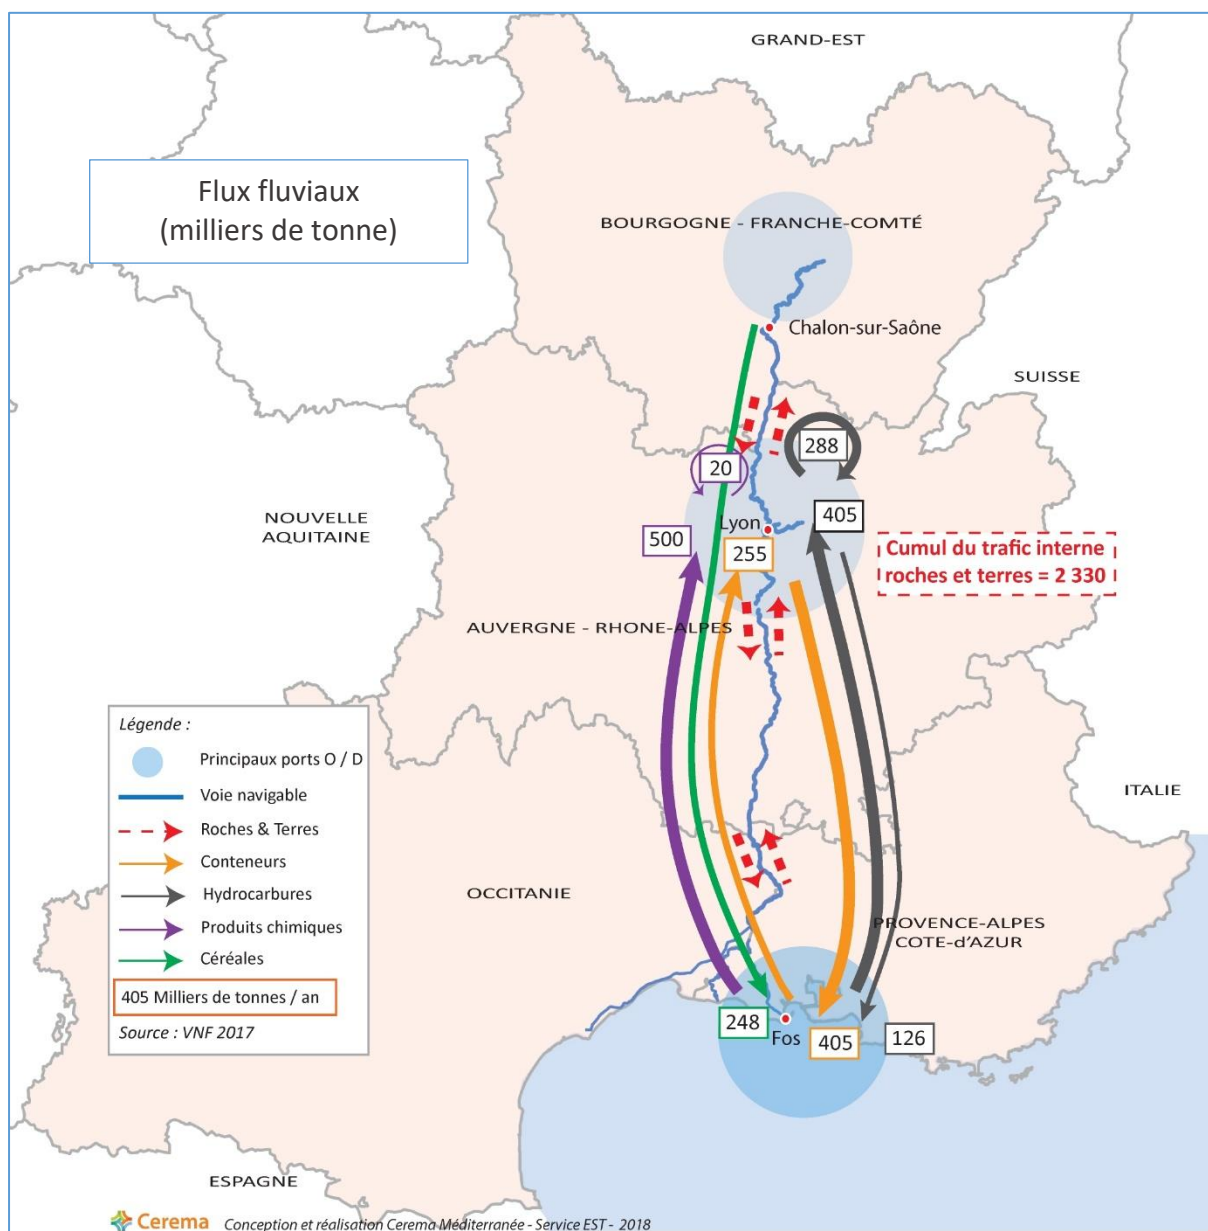 GRAND-EST
Flux fluviaux
(milliers de tonne)
BOURGOGNE - FRANCHE-COMTÉ
Chalon-sur-Saône
SUISSE
288
20
NOUVELLE
AQUITAINE
500
Lyon
405
255
Cumul du trafic interne
roches et terres = 2 330
AUVERGNE - RHONE-ALPES
Légende :
Principaux ports O / D
Voie navigable
Roches & Terres
Conteneurs
Hydrocarbures
Produits chimiques
Céréales
405 Milliers de tonnes / an
Source : VNF 2017
ITALIE
OCCITANIE
PROVENCE-ALPES
COTE-d'AZUR
248
Fos
405
126
ESPAGNE
Cerema
Conception et réalisation Cerema Méditerranée - Service EST - 2018